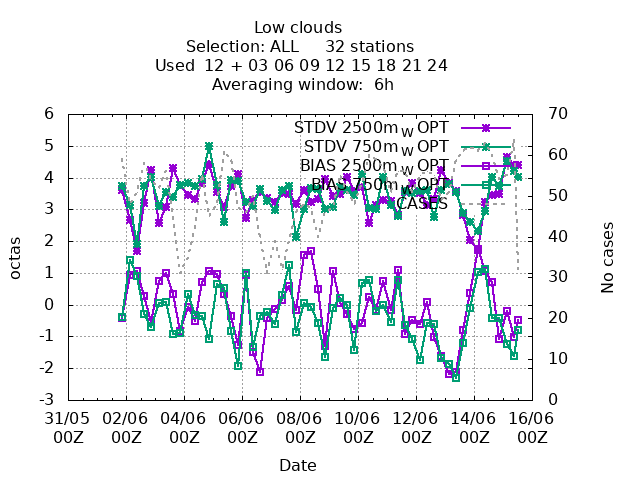 Low clouds
Selection: ALL 32 stations
Used 12 + 03 06 09 12 15 18 21 24
Averaging window: 6h
6 5 4 3 2 1 0 -1 -2 -3
octas
70 60 50 40 30 20 10 0
No cases
STDV 2500m W OPT
STDV 750m W OPT
BIAS 2500m W OPT
BIAS 750m W OPT
CASES
31/05 02/06 04/06 06/06 08/06 10/06 12/06 14/06 16/06
00Z 00Z 00Z 00Z 00Z 00Z 00Z 00Z 00Z
Date